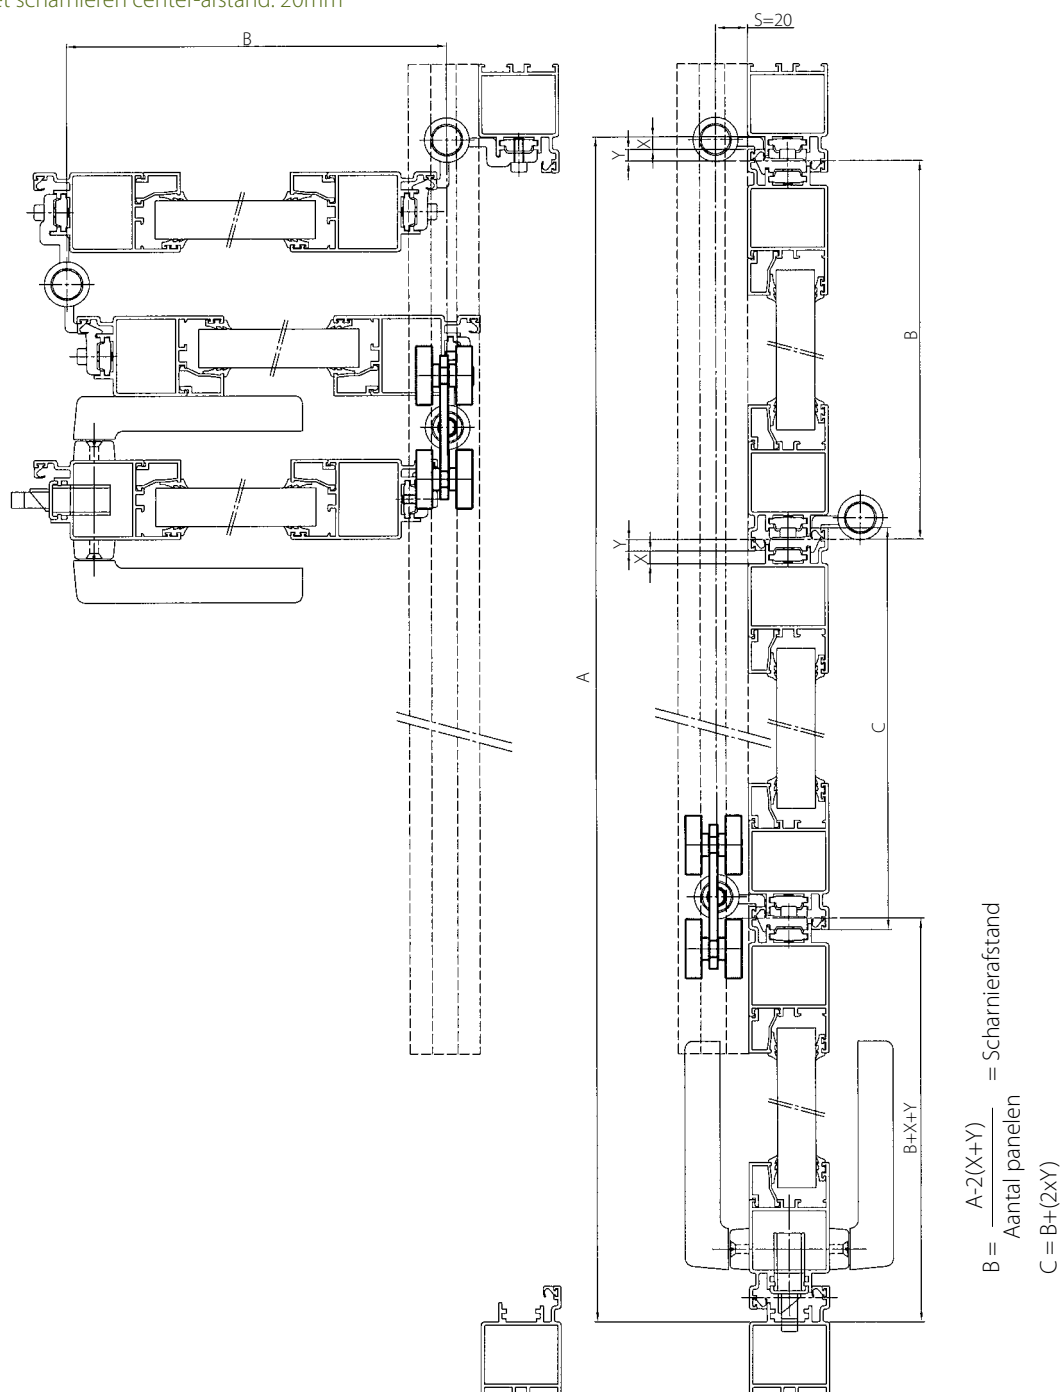 et scharnieren center-afstand: 20mm
B
S=20
X
Y
B
Y
X
A
C
B+X+Y
B = A-2(X+Y) = Scharnierafstand
Aantal panelen
C = B+(2xY)